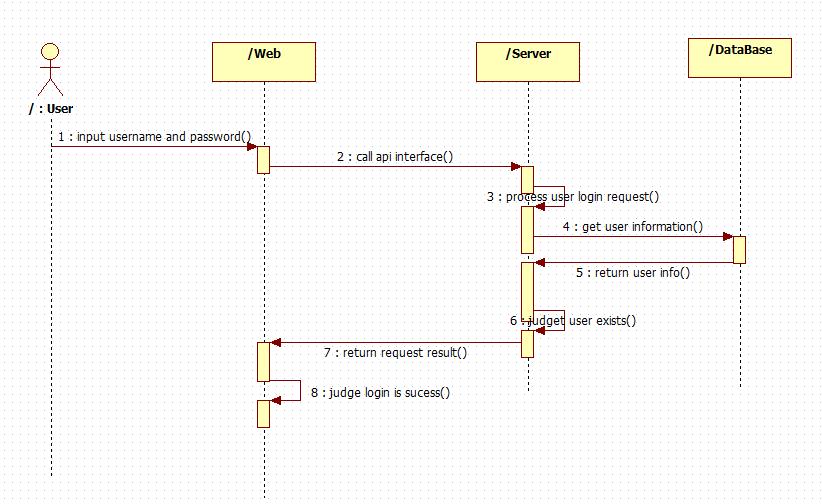 /Web
/Server
/DataBase
/ : User
1 : input username and password()
2 : call api interface()
3 : process user login request()
4 : get user information()
5 : return user info()
6 : judget user exists()
7 : return request result()
8 : judge login is sucess()